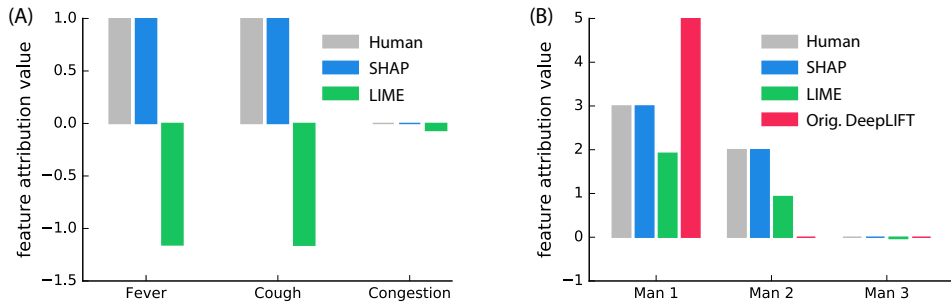 (A)
feature attribution value
1.0
0.5
0.0
−0.5
−1.0
−1.5
Human
SHAP
LIME
Fever
Cough
Congestion
(B)
feature attribution value
5
4
3
2
1
0
−1
Human
SHAP
LIME
Orig. DeepLIFT
Man 1
Man 2
Man 3